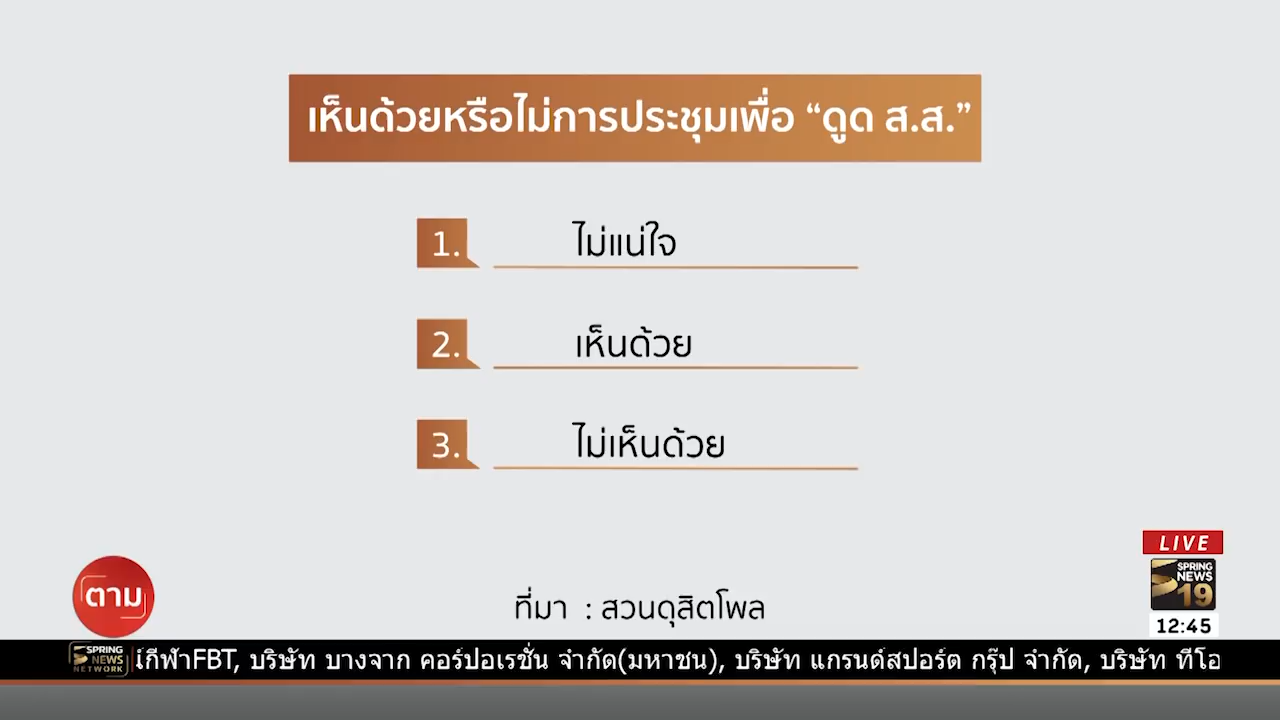 เห็นด้วยหรือไม่การประชุมเพื่อ “ดูด ส.ส.”
1. ไม่แน่ใจ
2. เห็นด้วย
3. ไม่เห็นด้วย
LIVE
SPRING NEWS 19
12:45
ตาม
ที่มา : สวนดุสิตโพล
SPRING NEWS NETWORK
กีฬาFBT, บริษัท บางจาก คอร์ปอเรชั่น จำกัด(มหาชน), บริษัท แกรนด์สปอร์ต กรุ๊ป จำกัด, บริษัท ทีโอ